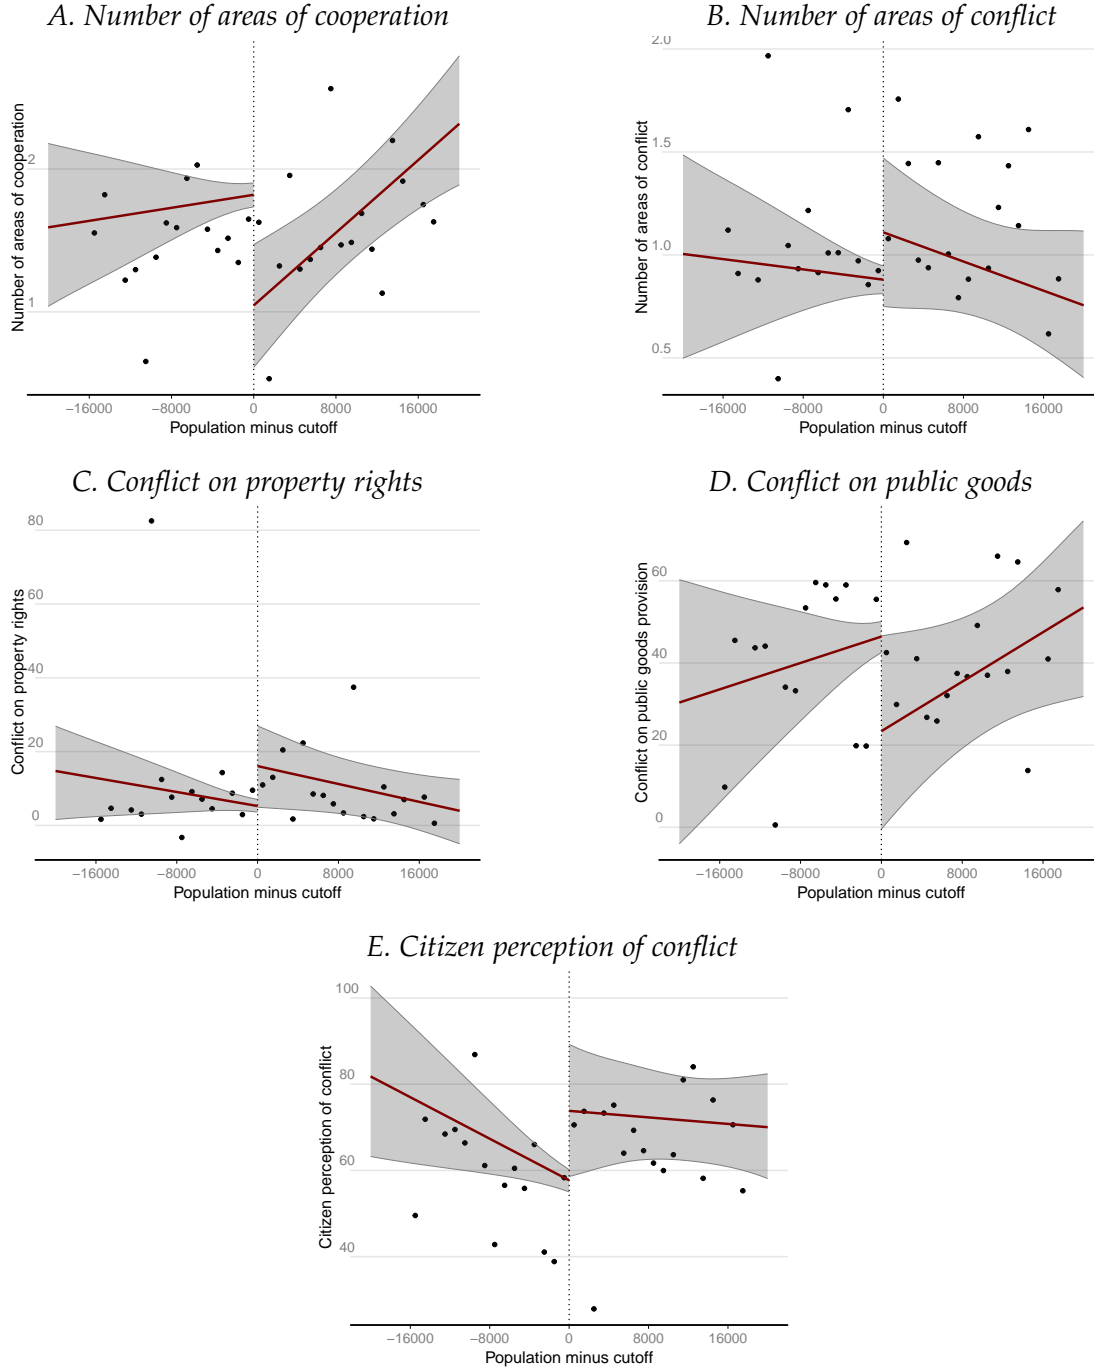 A. Number of areas of cooperation
B. Number of areas of conflict
Number of areas of cooperation
2
1
−16000 −8000 0 8000 16000
Population minus cutoff
Number of areas of conflict
2.0
1.5
1.0
0.5
−16000 −8000 0 8000 16000
Population minus cutoff
C. Conflict on property rights
D. Conflict on public goods
Conflict on property rights
80
60
40
20
0
−16000 −8000 0 8000 16000
Population minus cutoff
Conflict on public goods provision
60
40
20
0
−16000 −8000 0 8000 16000
Population minus cutoff
E. Citizen perception of conflict
Citizen perception of conflict
100
80
60
40
−16000 −8000 0 8000 16000
Population minus cutoff